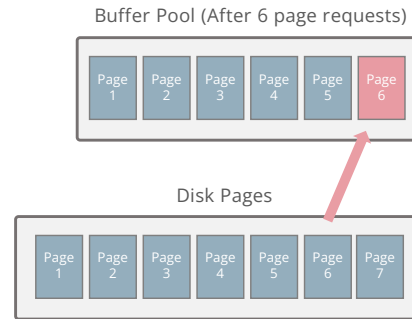 Buffer Pool (After 6 page requests)
Page Page Page Page Page Page
1 2 3 4 5 6
Disk Pages
Page Page Page Page Page Page Page
1 2 3 4 5 6 7